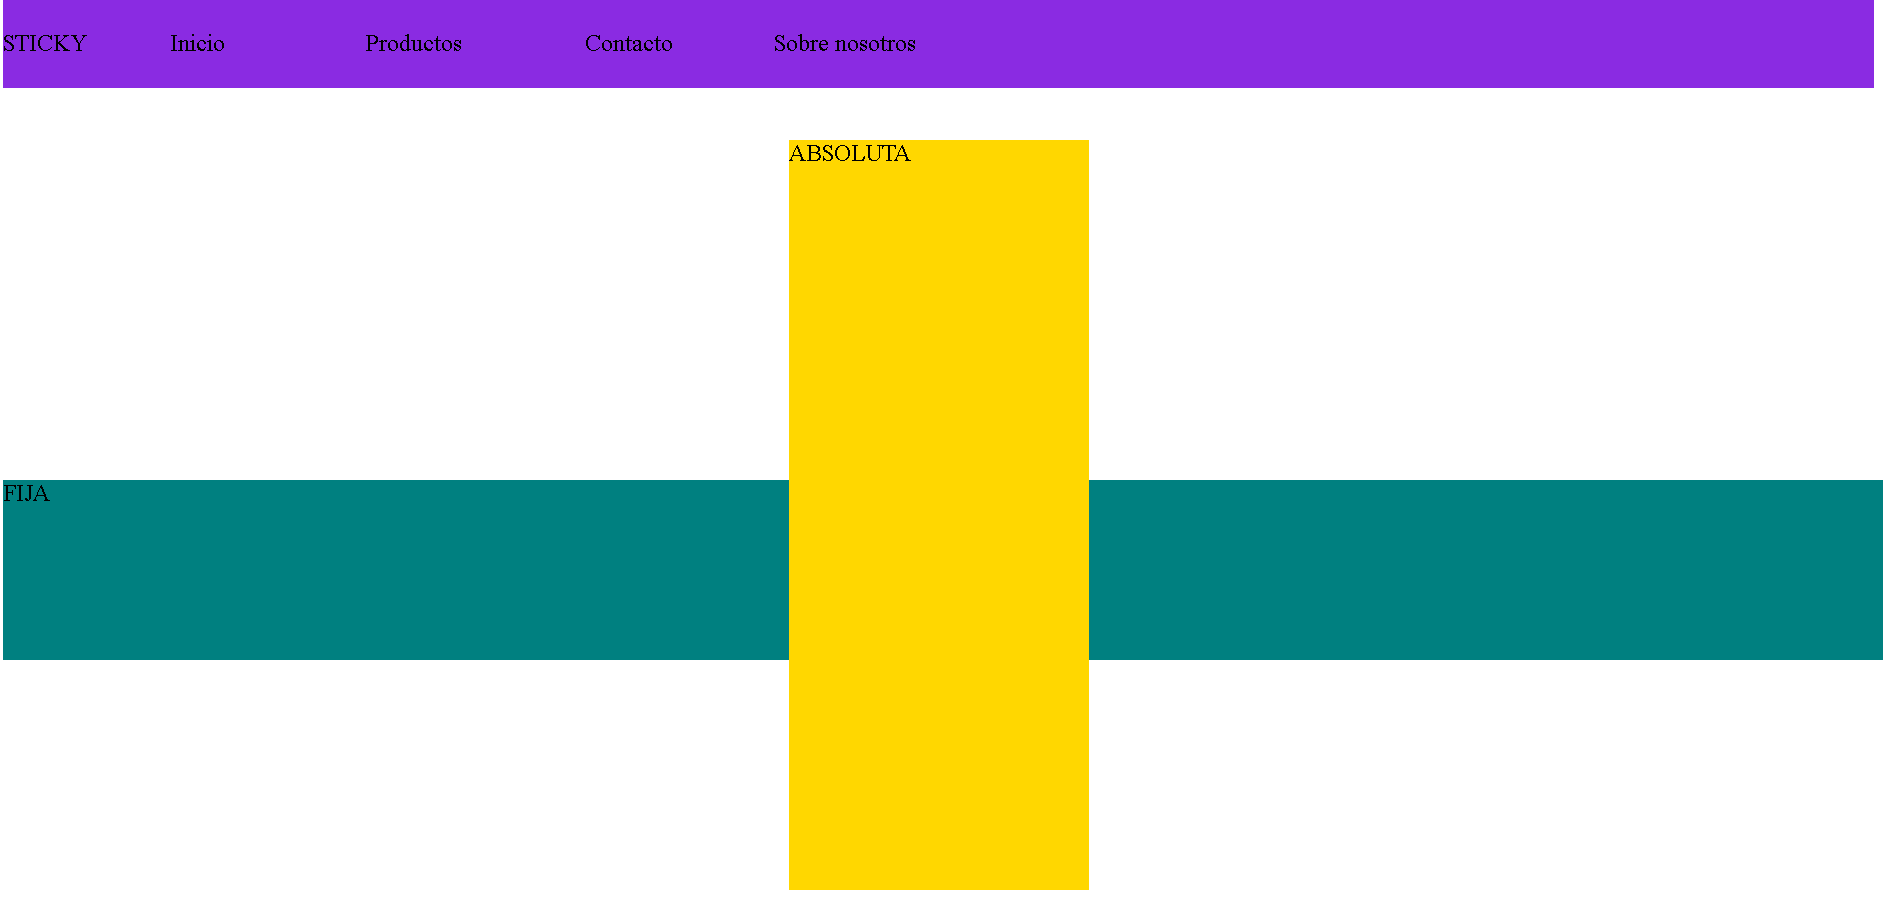 STICKY Inicio Productos Contacto Sobre nosotros
ABSOLUTA
FIJA